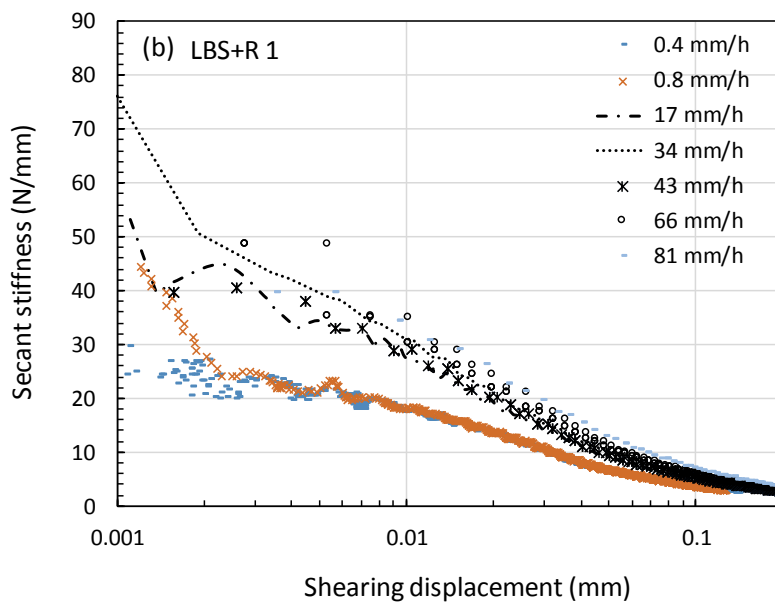 90
80
70
60
50
40
30
20
10
0
Secant stiffness (N/mm)
(b) LBS+R 1
0.4 mm/h
0.8 mm/h
17 mm/h
34 mm/h
43 mm/h
66 mm/h
81 mm/h
0.001 0.01 0.1
Shearing displacement (mm)